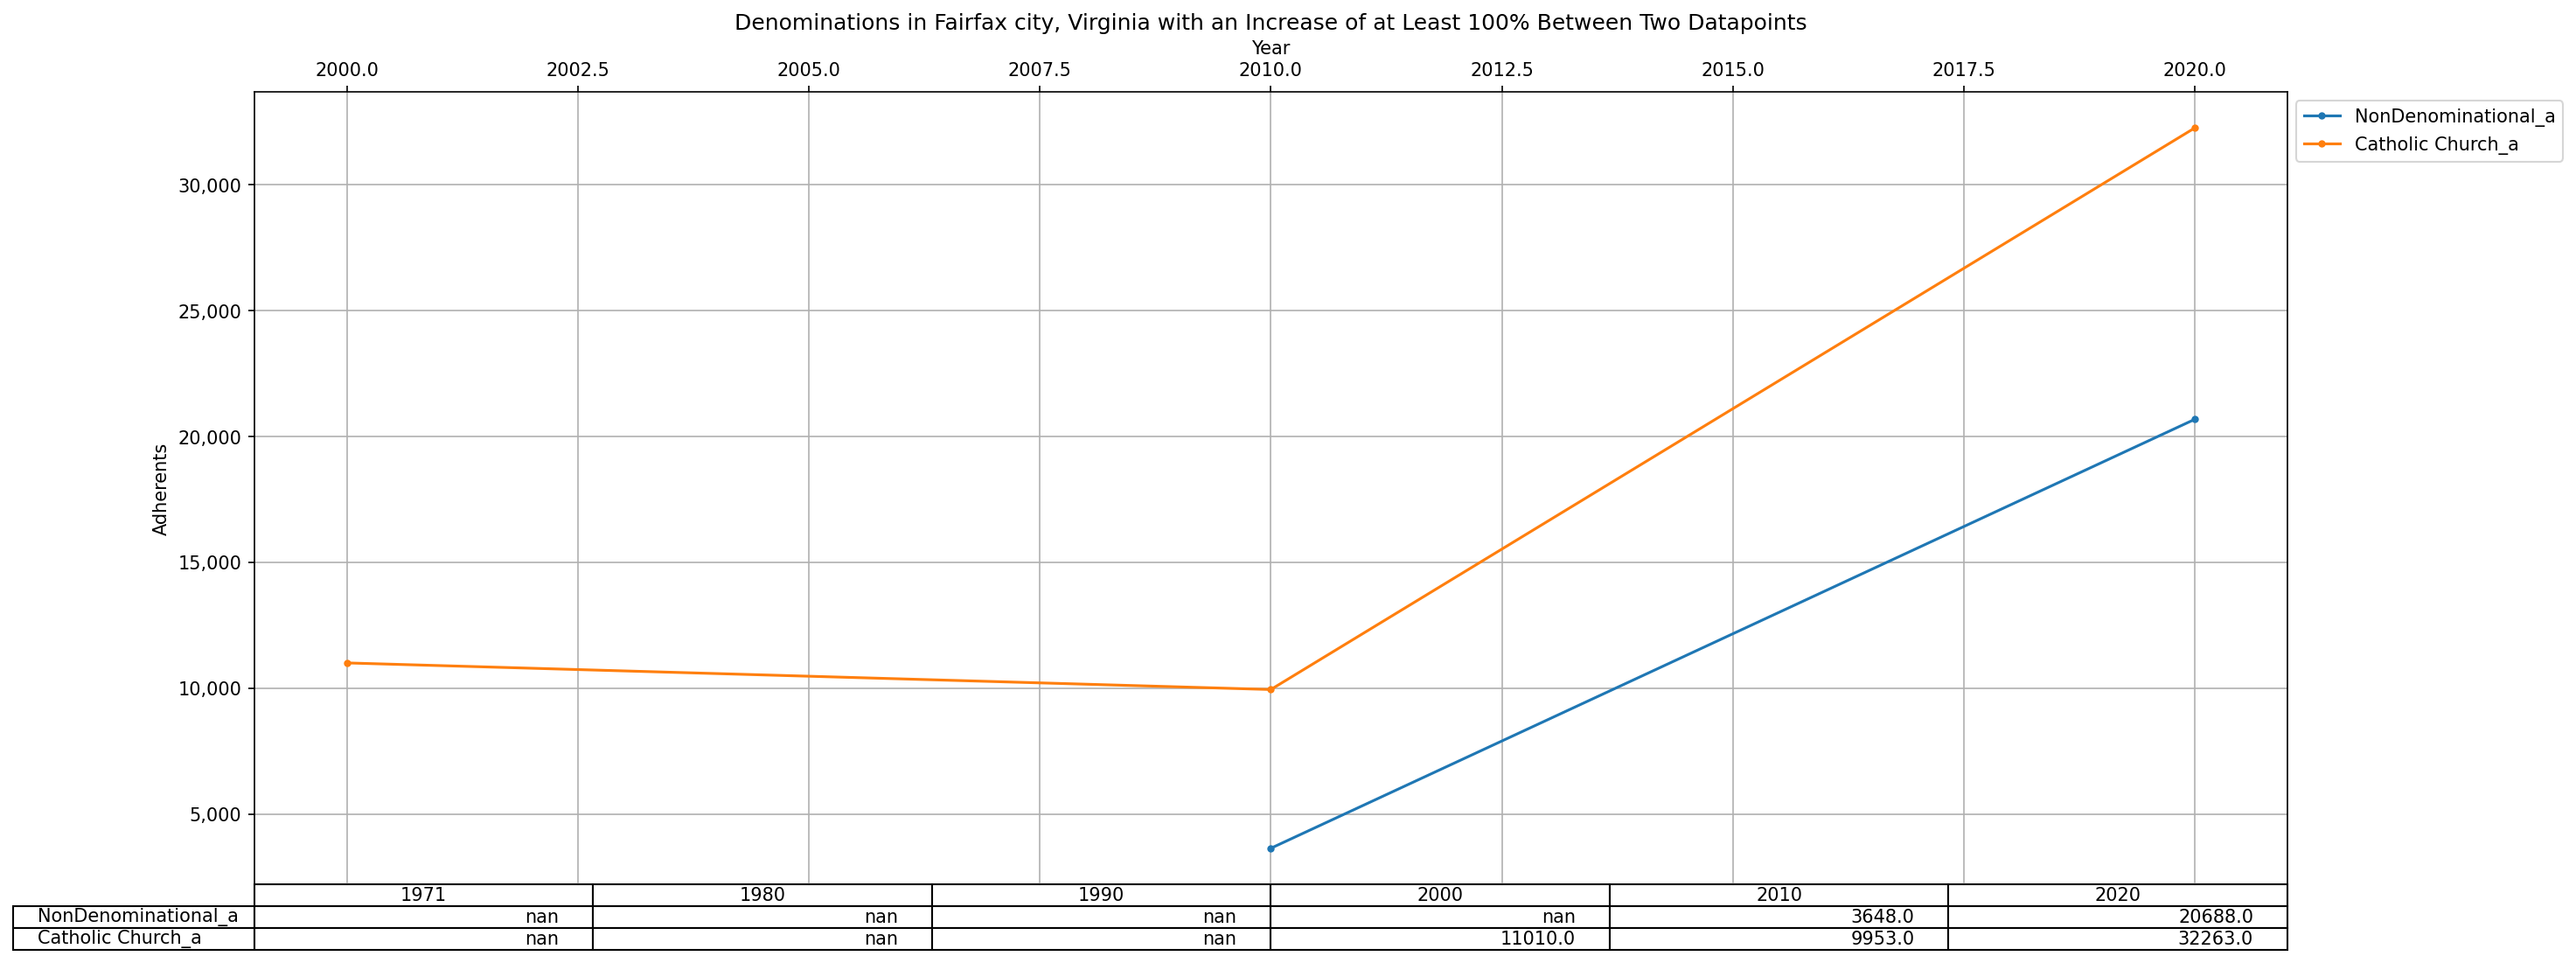 Denominations in Fairfax city, Virginia with an Increase of at Least 100% Between Two Datapoints
Year
2000.0 2002.5 2005.0 2007.5 2010.0 2012.5 2015.0 2017.5 2020.0
NonDenominational_a
Catholic Church_a
30,000
25,000
20,000
15,000
10,000
5,000
Adherents
1971 1980 1990 2000 2010 2020
NonDenominational_a nan nan nan nan 3648.0 20688.0
Catholic Church_a nan nan nan 11010.0 9953.0 32263.0